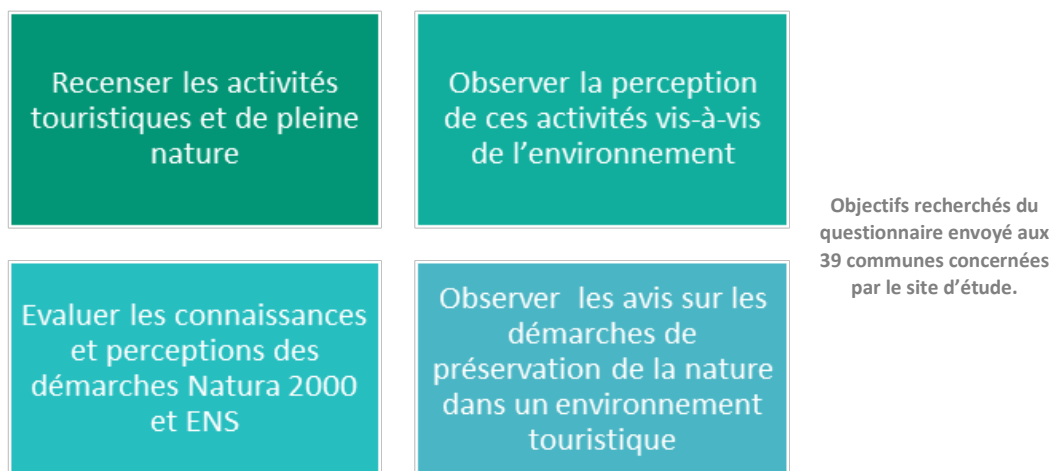 Recenser les activités
touristiques et de pleine
nature
Observer la perception
de ces activités vis-à-vis
de l'environnement
Evaluer les connaissances
et perceptions des
démarches Natura 2000
et ENS
Observer les avis sur les
démarches de
préservation de la nature
dans un environnement
touristique
Objectifs recherchés du
questionnaire envoyé aux
39 communes concernées
par le site d'étude.